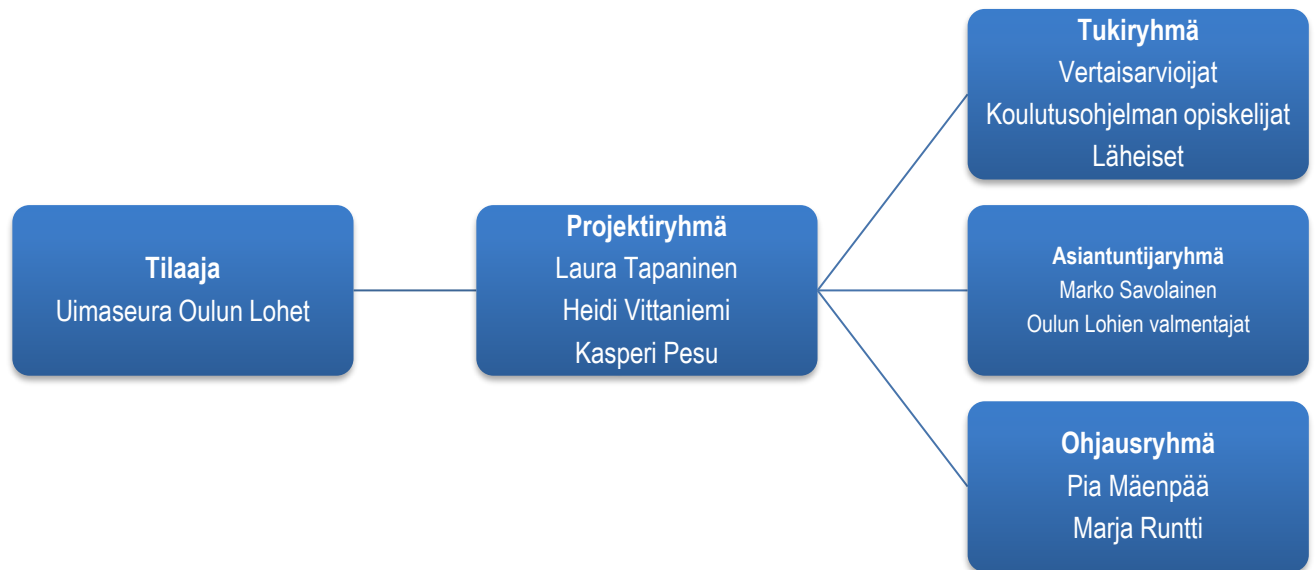 Tilaaja
Uimaseura Oulun Lohet
Projektiryhmä
Laura Tapaninen
Heidi Vittaniemi
Kasperi Pesu
Tukiryhmä
Vertaisarvioijat
Koulutusohjelman opiskelijat
Läheiset
Asiantuntijaryhmä
Marko Savolainen
Oulun Lohien valmentajat
Ohjausryhmä
Pia Mäenpää
Marja Runtti